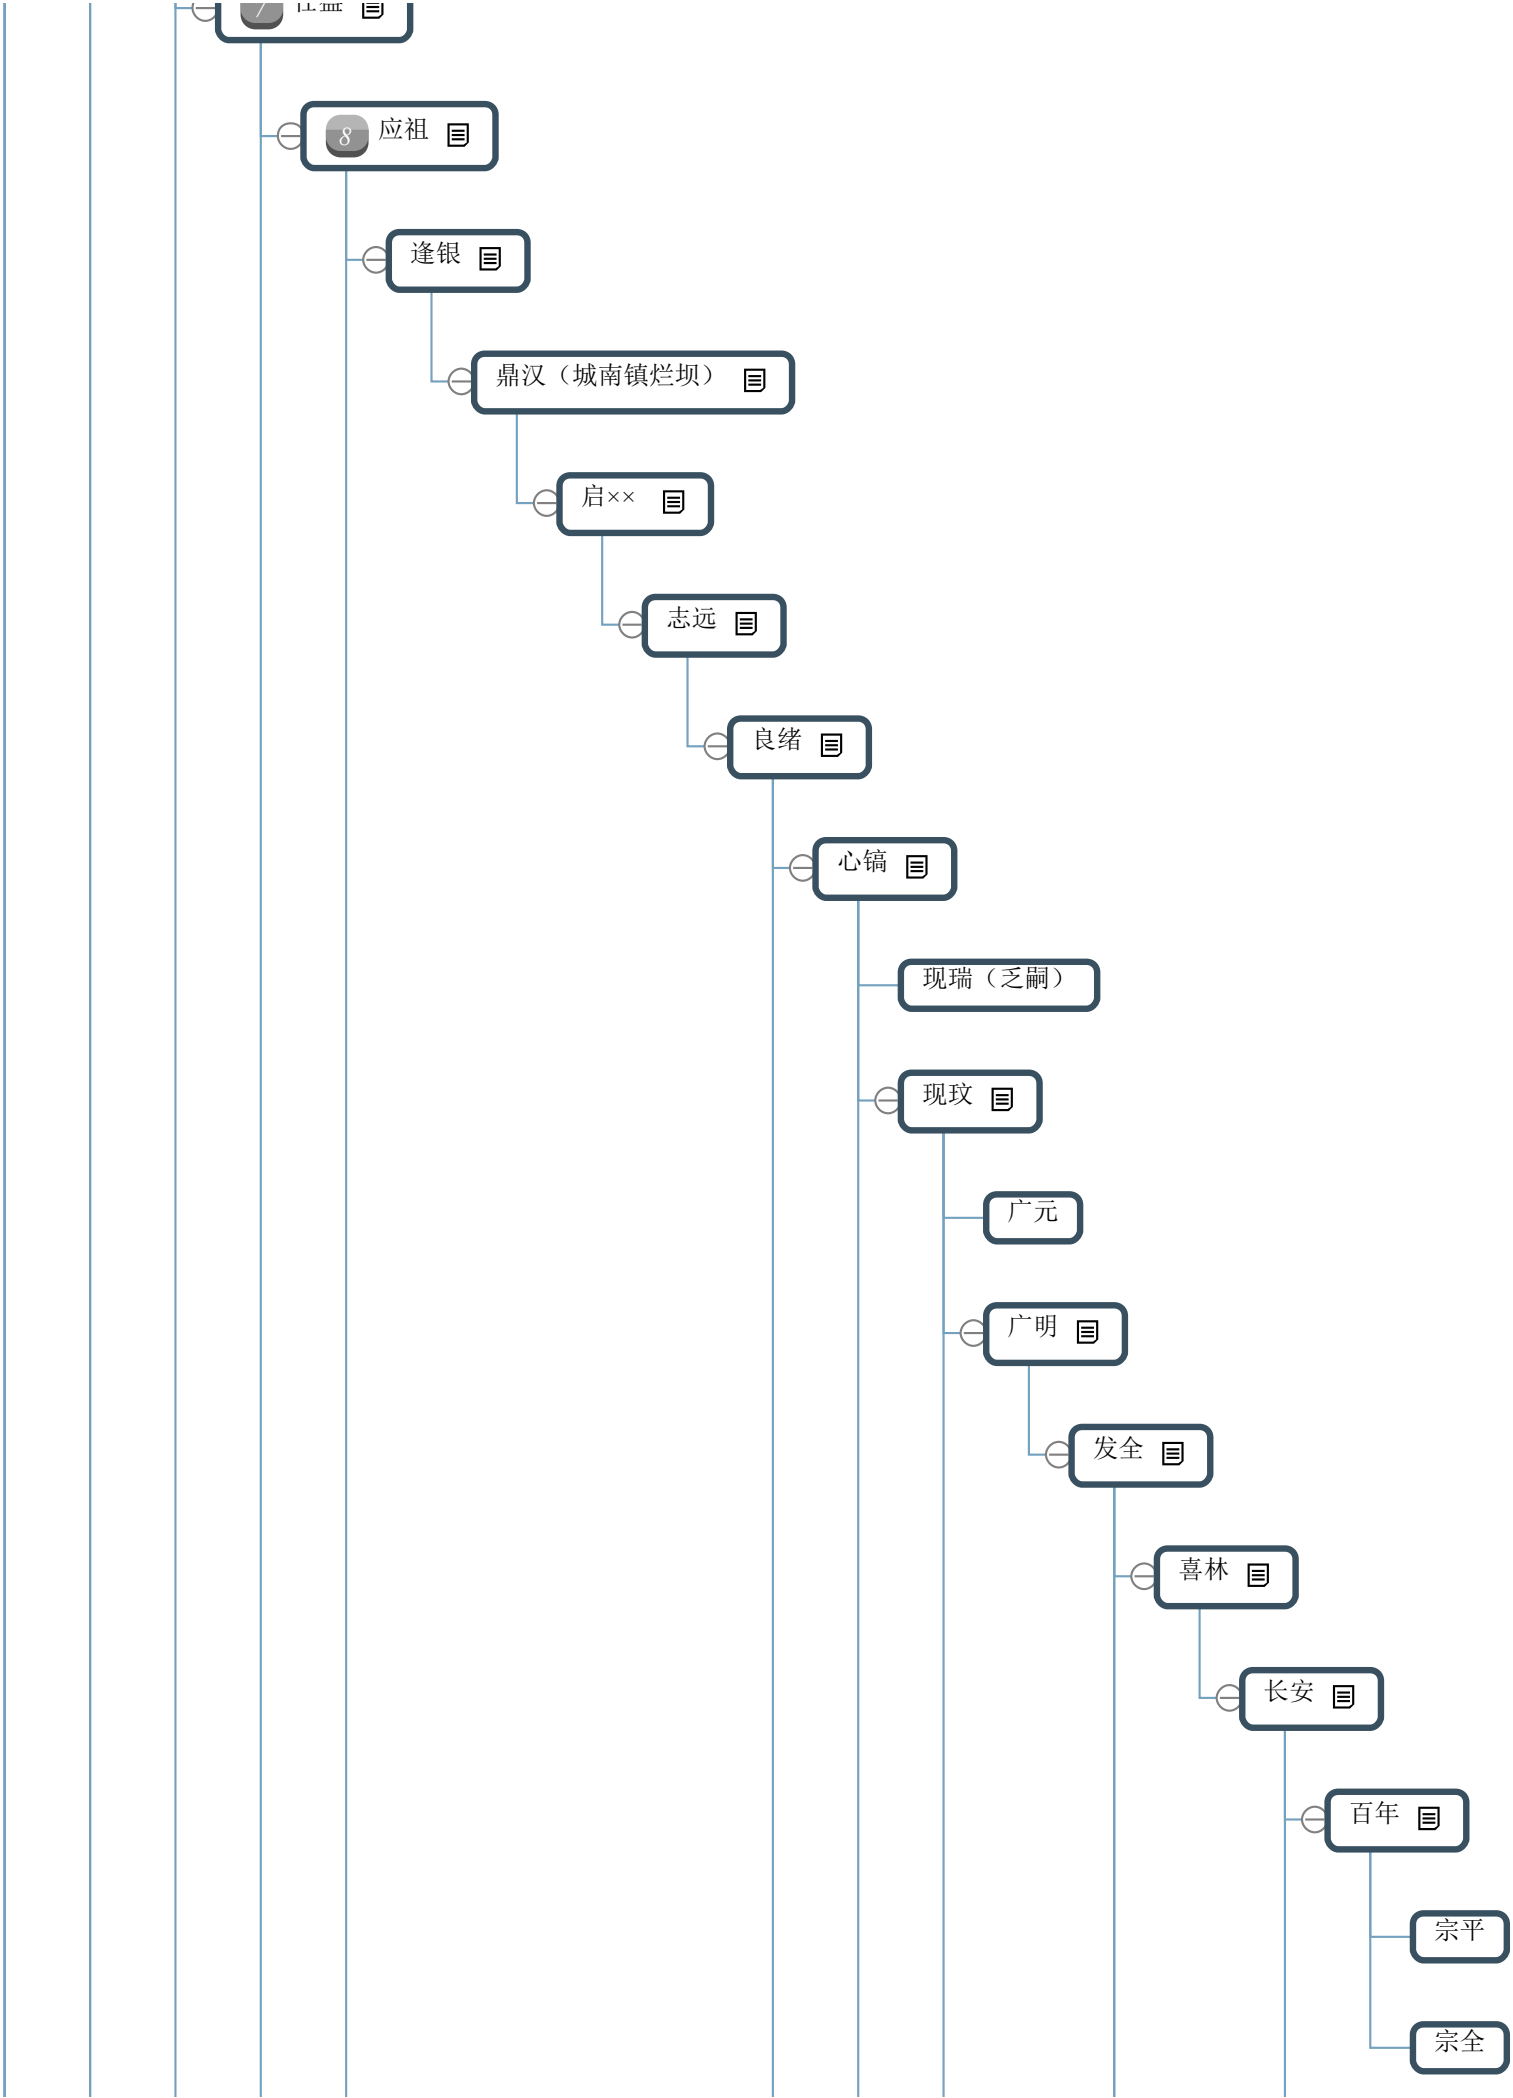 8 应祖
逢银
鼎汉（城南镇烂坝）
启××
志远
良绪
心镐
现瑞（乏嗣）
现玟
广元
广明
发全
喜林
长安
百年
宗平
宗全